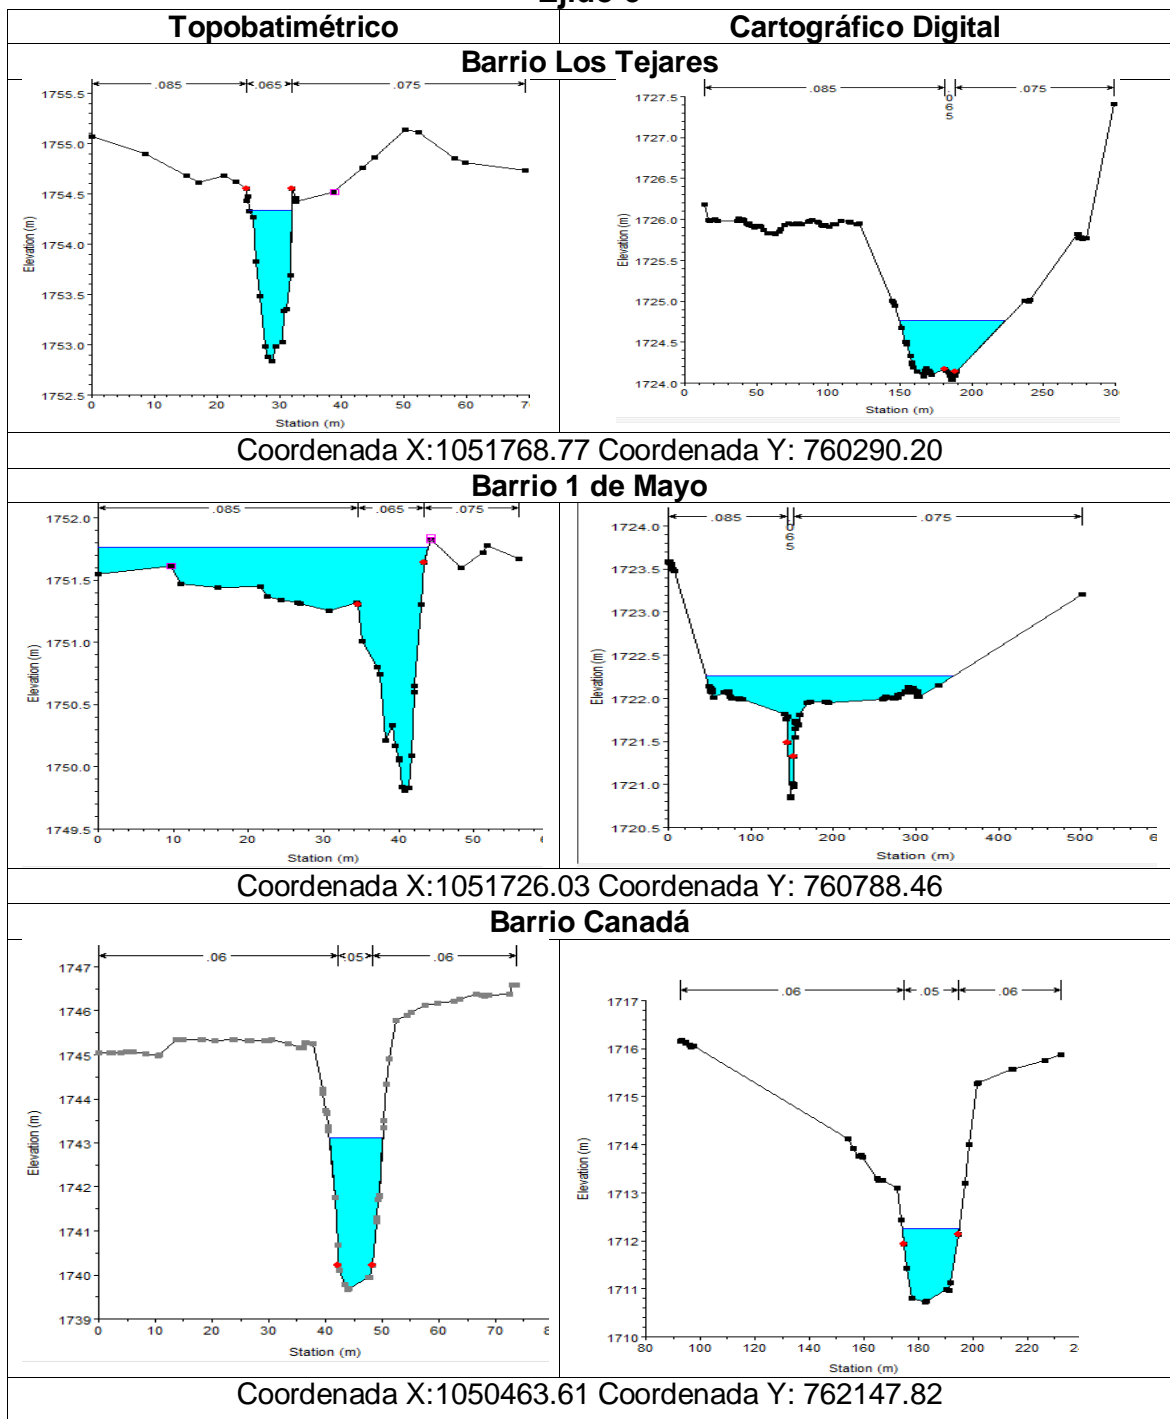 Topobatimétrico Cartográfico Digital
Barrio Los Tejares
.085 .065 .075
1755.5
1755.0
1754.5
1754.0
1753.5
1753.0
1752.5
0 10 20 30 40 50 60
Elevation (m)
Station (m)
.085 .065 .075
1727.5
1727.0
1726.5
1726.0
1725.5
1725.0
1724.5
1724.0
0 50 100 150 200 250 30
Elevation (m)
Station (m)
Coordenada X:1051768.77 Coordenada Y: 760290.20
Barrio 1 de Mayo
.085 .065 .075
1752.0
1751.5
1751.0
1750.5
1750.0
1749.5
0 10 20 30 40 50
Elevation (m)
Station (m)
.085 .065 .075
1724.0
1723.5
1723.0
1722.5
1722.0
1721.5
1721.0
1720.5
0 100 200 300 400 500
Elevation (m)
Station (m)
Coordenada X:1051726.03 Coordenada Y: 760788.46
Barrio Canadá
.06 .05 .06
1747
1746
1745
1744
1743
1742
1741
1740
1739
0 10 20 30 40 50 60 70
Elevation (m)
Station (m)
.06 .05 .06
1717
1716
1715
1714
1713
1712
1711
1710
80 100 120 140 160 180 200 220
Elevation (m)
Station (m)
Coordenada X:1050463.61 Coordenada Y: 762147.82